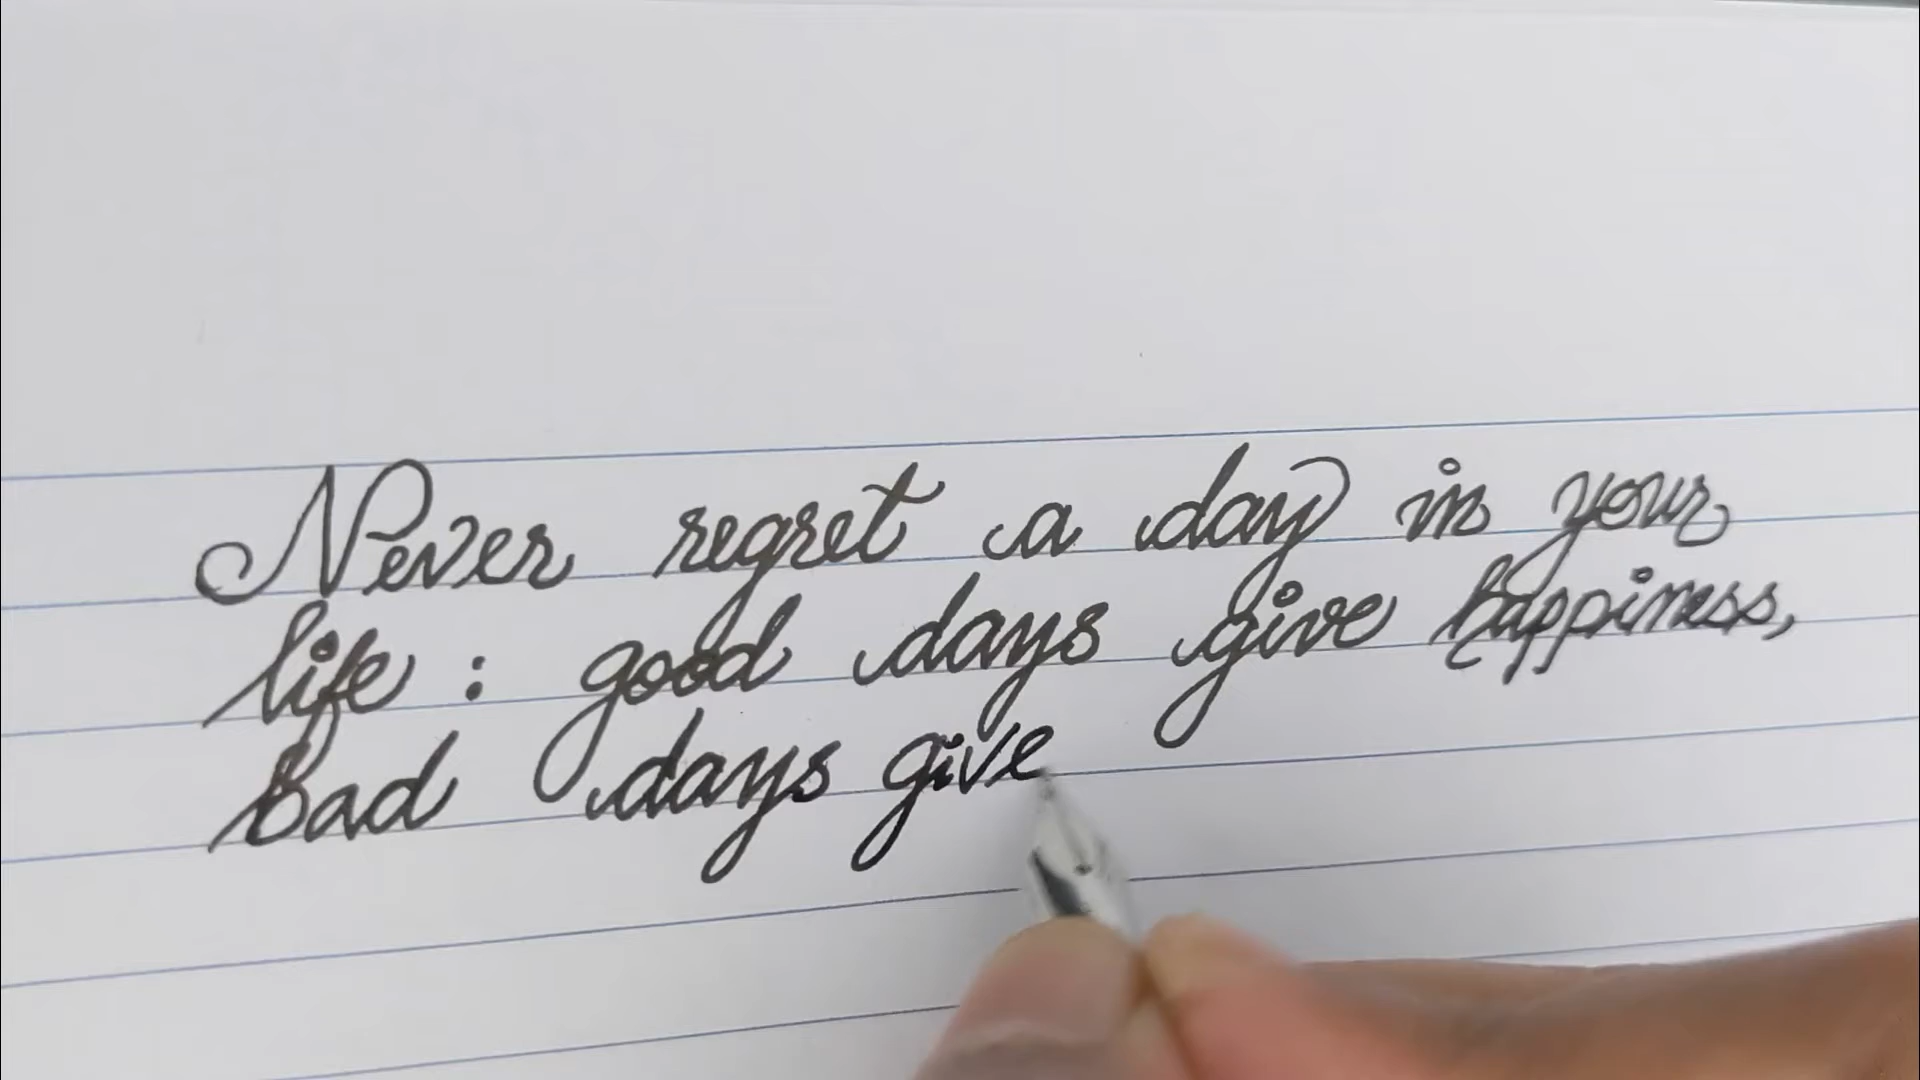 Never regret a day in your
life : good days give happiness,
bad days give